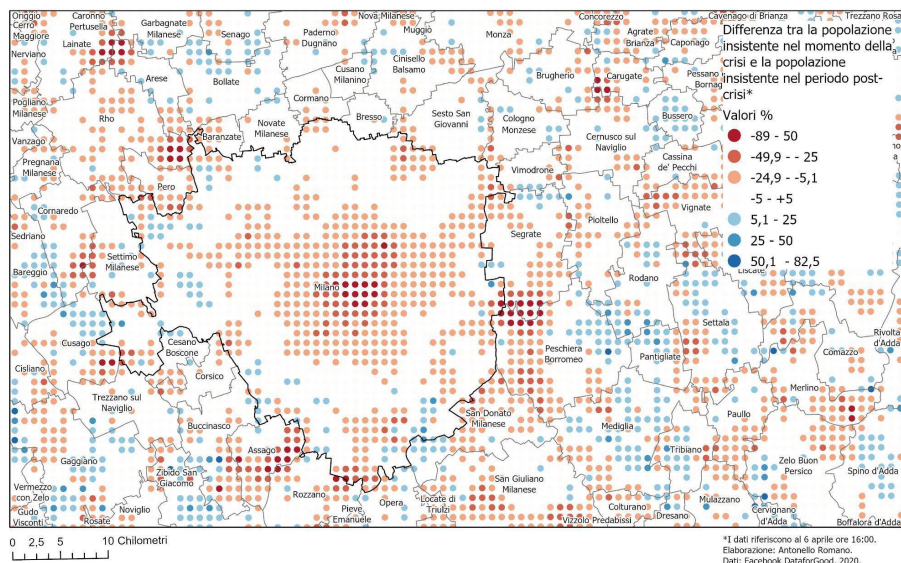 Origgio
Cerro
Maggiore
Caronno
Pertusella
Garbagnate
Milanese
Senago
Paderno
Dugnano
Nova Milanese
Muggio
Monza
Concorezzo
Agrate
Brianza
Cavenago di Brianza
Caponago
Trezzano Rosa
Nerviano
Lainate
Arese
Bollate
Cusano
Milanino
Cinisello
Balsamo
Brugherio
Carugate
Pessano
Bornag
Pogliano
Milanese
Rho
Cormano
Bresso
Sesto San
Giovanni
Cologno
Monzese
Bussero
Vanzago
Baranzate
Novate
Milanese
Cernusco sul
Naviglio
Pregnana
Milanese
Pero
Vimodrone
Cassina
de' Pecchi
Cornaredo
Pioltello
Vignate
Sedriano
Settimo
Milanese
Segrate
Bareggio
Rodano
Liscate
Milano
Settala
Rivolta
d'Adda
Cusago
Cesano
Boscone
Peschiera
Borromeo
Pantigliate
Comazzo
Cisliano
Corsico
Merlino
Trezzano sul
Naviglio
San Donato
Milanese
Paullo
Buccinasco
Mediglia
Assago
Tribiano
Gaggiano
Zibido San
Giacomo
Zelo Buon
Persico
Spino d'Adda
Vermezzo
con Zelo
Rozzano
San Giuliano
Milanese
Gudo
Visconti
Rosate
Noviglio
Pieve
Emanuele
Opera
Locate di
Triulzi
Colturano
Mulazzano
Vizzolo Predabissi
Dresano
Cervignano
d'Adda
Boffalora d'Adda
Differenza tra la popolazione
insistente nel momento della
crisi e la popolazione
insistente nel periodo post-
crisi*
Valori %
-89 - 50
-49,9 - - 25
-24,9 - -5,1
-5 - +5
5,1 - 25
25 - 50
50,1 - 82,5
0 2,5 5 10 Chilometri
*I dati riferiscono al 6 aprile ore 16:00.
Elaborazione: Antonello Romano.
Dati: Facebook DataforGood, 2020.